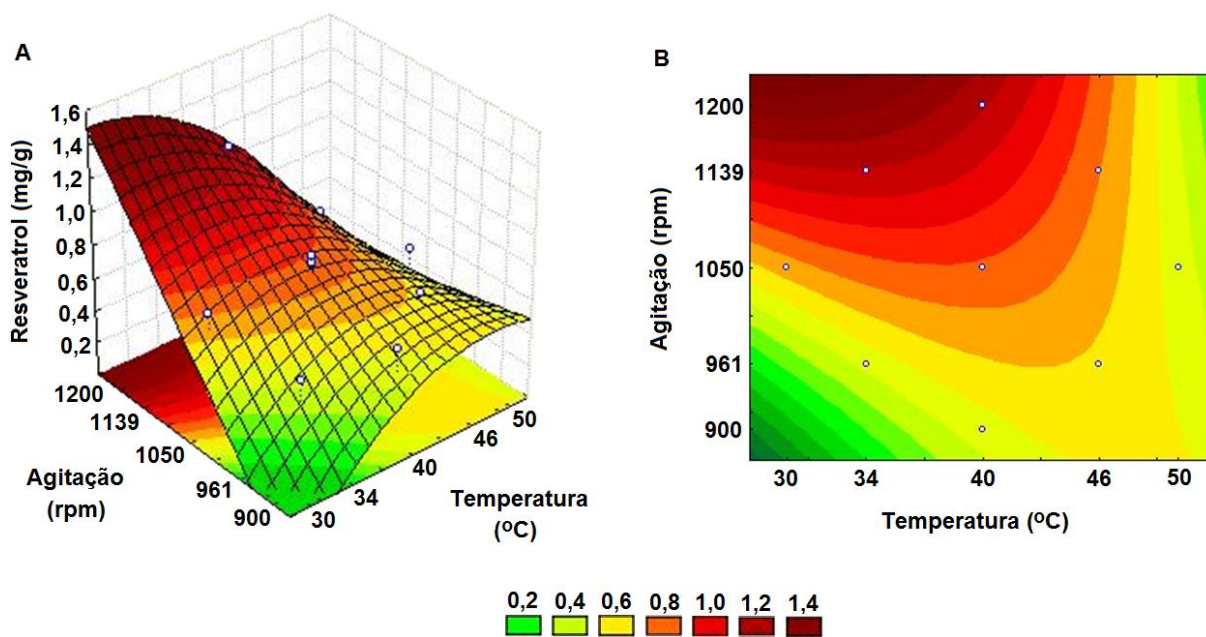 A
Resveratrol (mg/g)
1,6
1,4
1,2
1,0
0,8
0,6
0,4
0,2
1200
1139
1050
961
900
Agitação
(rpm)
30
34
40
46
50
Temperatura
(ºC)
B
Agitação (rpm)
1200
1139
1050
961
900
30 34 40 46 50
Temperatura (ºC)
0,2 0,4 0,6 0,8 1,0 1,2 1,4